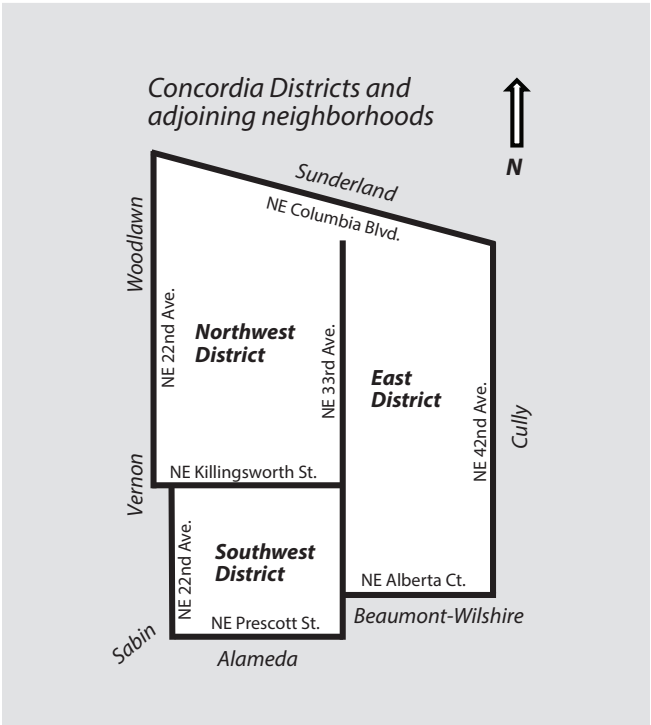 Concordia Districts and
adjoining neighborhoods
N
Sunderland
NE Columbia Blvd.
Woodlawn
NE 22nd Ave.
Northwest
District
NE 33rd Ave.
East
District
NE 42nd Ave.
Cully
Vernon
NE Killingsworth St.
NE 22nd Ave.
Southwest
District
NE Alberta Ct.
Beaumont-Wilshire
NE Prescott St.
Sabin
Alameda